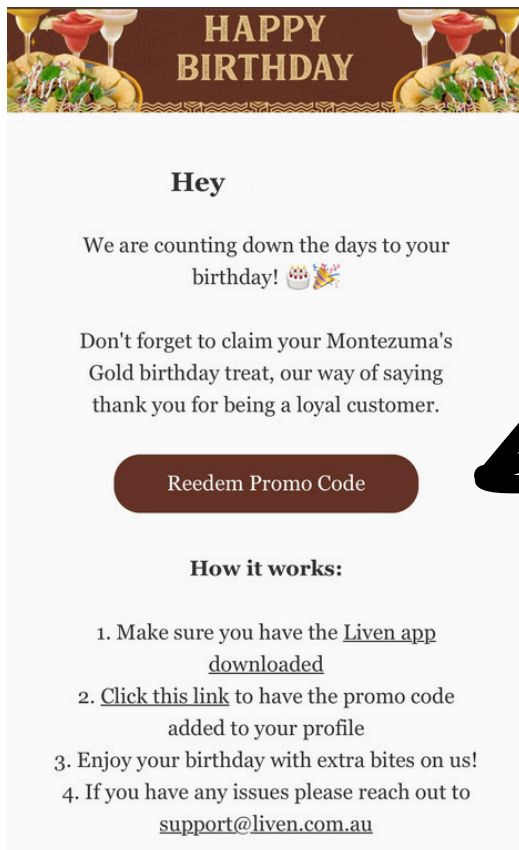 HAPPY
BIRTHDAY
Hey
We are counting down the days to your
birthday! 🎂🎉
Don't forget to claim your Montezuma's
Gold birthday treat, our way of saying
thank you for being a loyal customer.
Reedem Promo Code
How it works:
1. Make sure you have the Liven app
downloaded
2. Click this link to have the promo code
added to your profile
3. Enjoy your birthday with extra bites on us!
4. If you have any issues please reach out to
support@liven.com.au